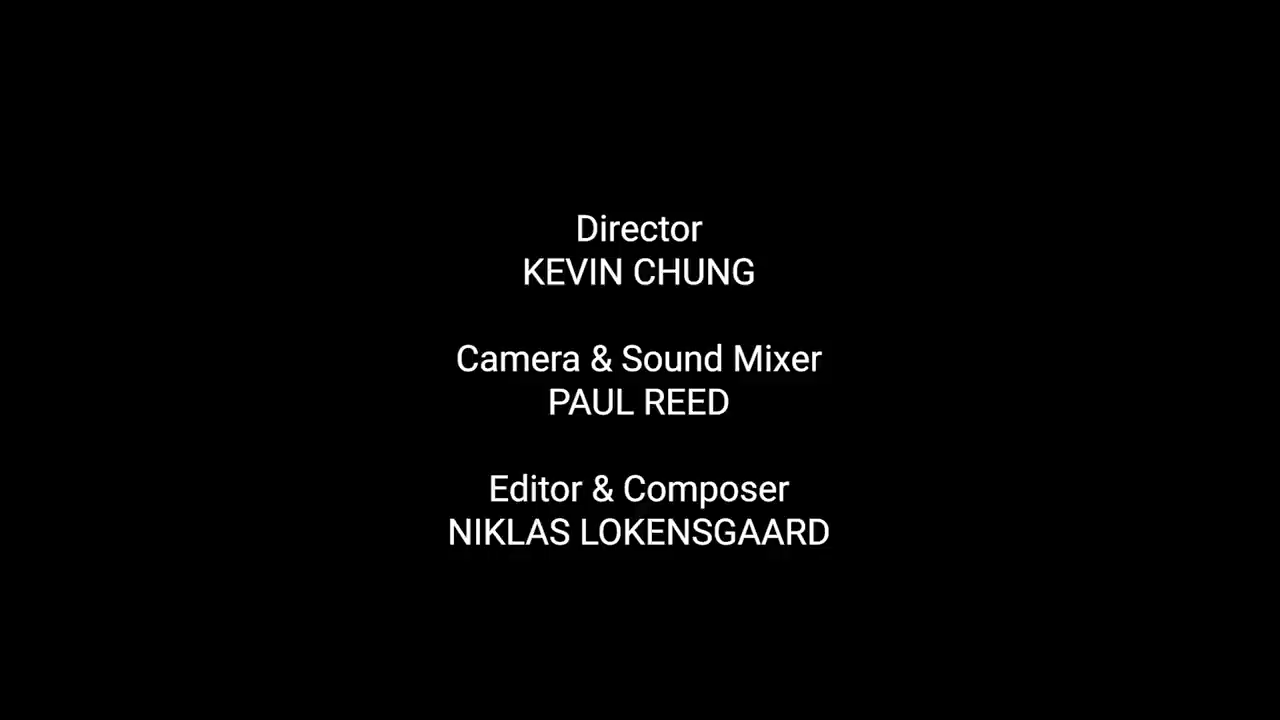 Director
KEVIN CHUNG
Camera & Sound Mixer
PAUL REED
Editor & Composer
NIKLAS LOKENSGAARD